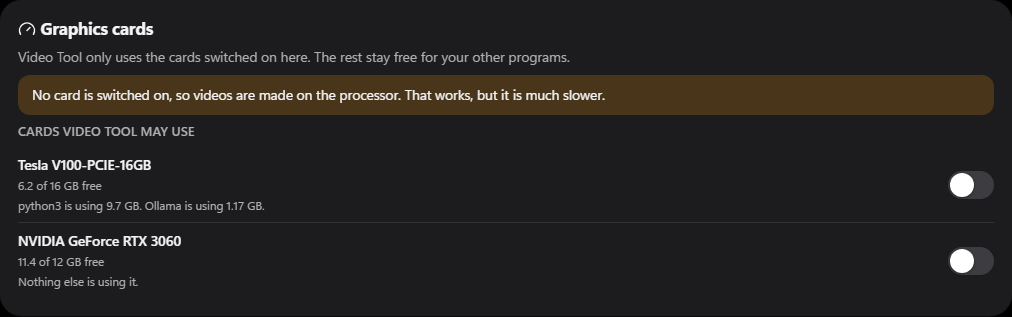 Graphics cards
Video Tool only uses the cards switched on here. The rest stay free for your other programs.
No card is switched on, so videos are made on the processor. That works, but it is much slower.
CARDS VIDEO TOOL MAY USE
Tesla V100-PCIE-16GB
6.2 of 16 GB free
python3 is using 9.7 GB. Ollama is using 1.17 GB.
NVIDIA GeForce RTX 3060
11.4 of 12 GB free
Nothing else is using it.